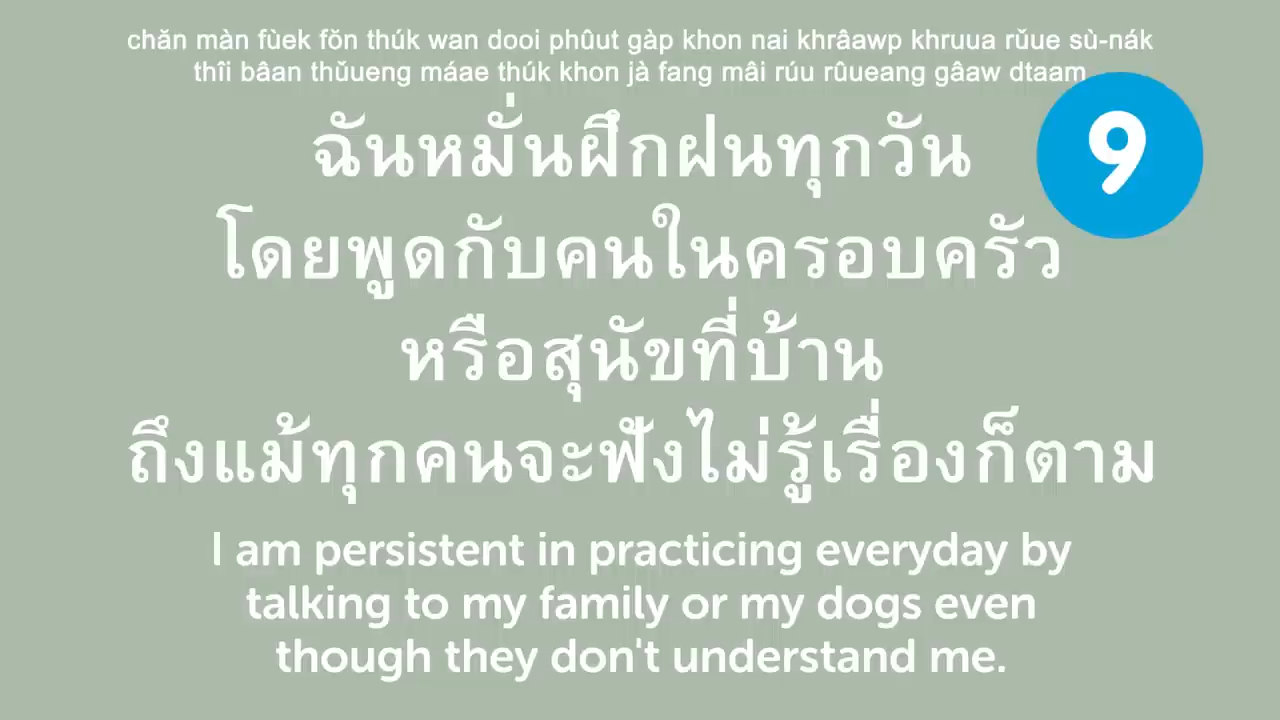 chăn màn fùek fŏn thúk wan dooi phûut gàp khon nai khrâawp khruua rŭue sù-nák
thîi bâan thŭueng máae thúk khon jà fang mâi rúu rûueang gâaw dtaam
9
ฉันหมั่นฝึกฝนทุกวัน
โดยพูดกับคนในครอบครัว
หรือสุนัขที่บ้าน
ถึงแม้ทุกคนจะฟังไม่รู้เรื่องก็ตาม
I am persistent in practicing everyday by
talking to my family or my dogs even
though they don't understand me.